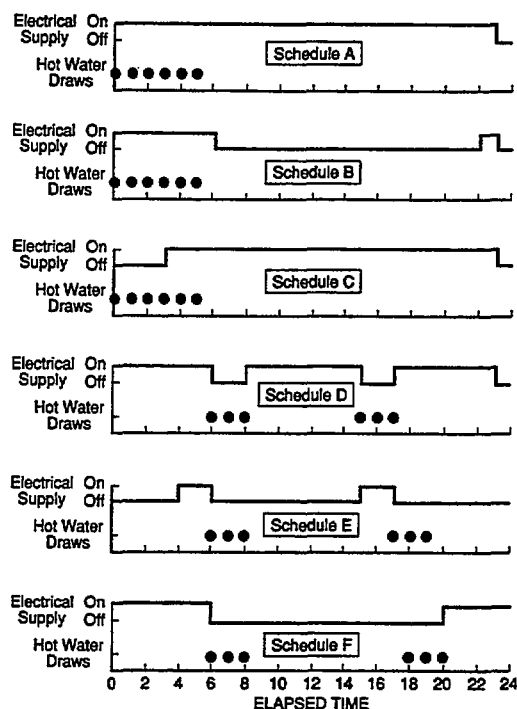 Electrical On
Supply Off
Schedule A
Hot Water
Draws
Electrical On
Supply Off
Schedule B
Hot Water
Draws
Electrical On
Supply Off
Schedule C
Hot Water
Draws
Electrical On
Supply Off
Schedule D
Hot Water
Draws
Electrical On
Supply Off
Schedule E
Hot Water
Draws
Electrical On
Supply Off
Schedule F
Hot Water
Draws
0 2 4 6 8 10 12 14 16 18 20 22 24
ELAPSED TIME